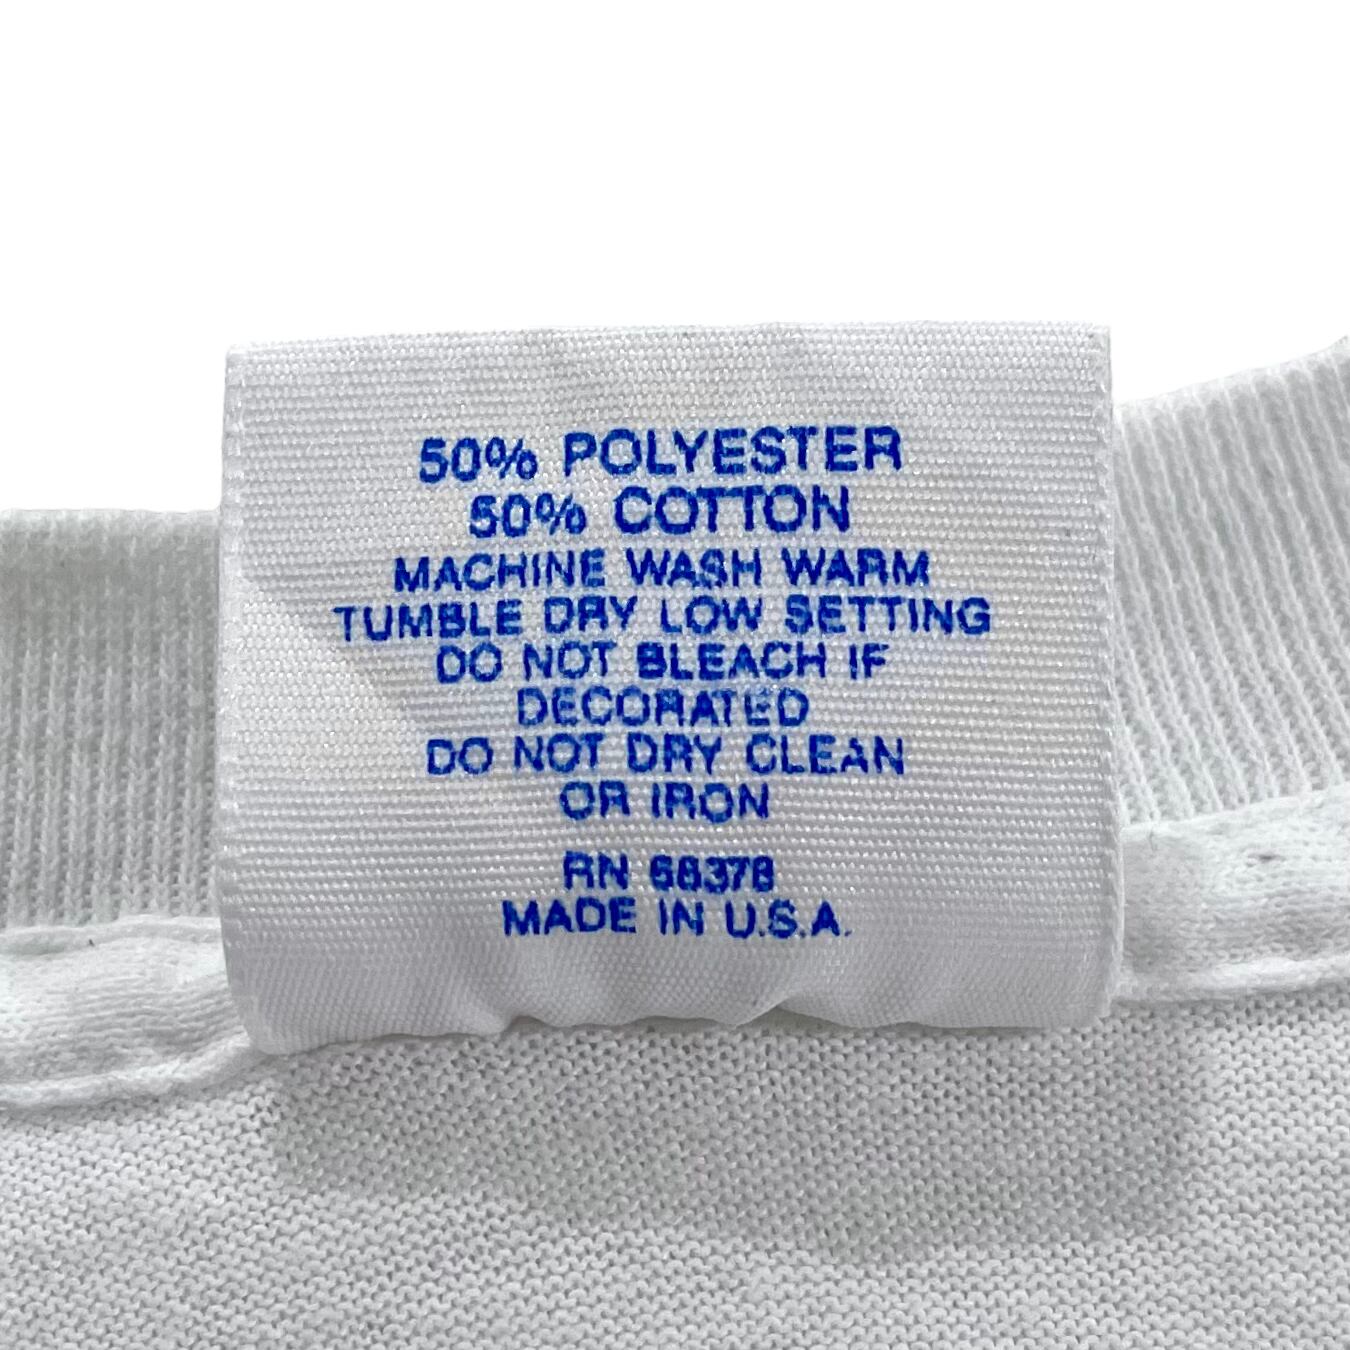 50% POLYESTER
50% COTTON
MACHINE WASH WARM
TUMBLE DRY LOW SETTING
DO NOT BLEACH IF
DECORATED
DO NOT DRY CLEAN
OR IRON
RN
MADE IN U.S.A.